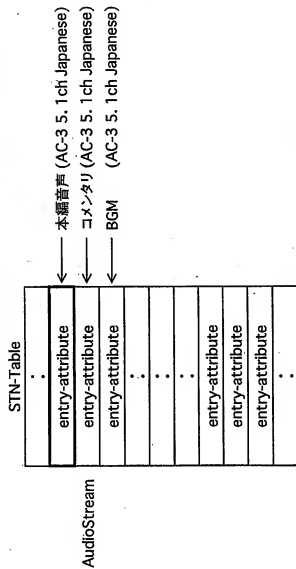 STN-Table
:
entry-attribute ← 本編音声 (AC-3 5. 1ch Japanese)
AudioStream entry-attribute ← コメンタリ (AC-3 5. 1ch Japanese)
entry-attribute ← BGM (AC-3 5. 1ch Japanese)
:
:
:
entry-attribute
entry-attribute
entry-attribute
: